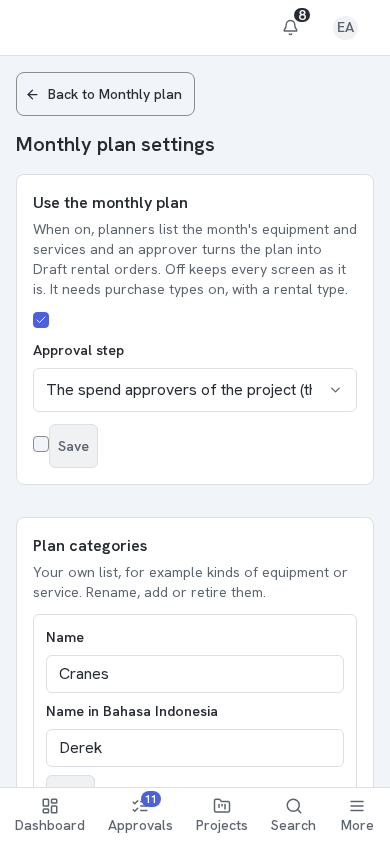 8
EA
Back to Monthly plan
Monthly plan settings
Use the monthly plan
When on, planners list the month's equipment and
services and an approver turns the plan into
Draft rental orders. Off keeps every screen as it
is. It needs purchase types on, with a rental type.
Approval step
The spend approvers of the project (th
Save
Plan categories
Your own list, for example kinds of equipment or
service. Rename, add or retire them.
Name
Cranes
Name in Bahasa Indonesia
Derek
11
Dashboard
Approvals
Projects
Search
More